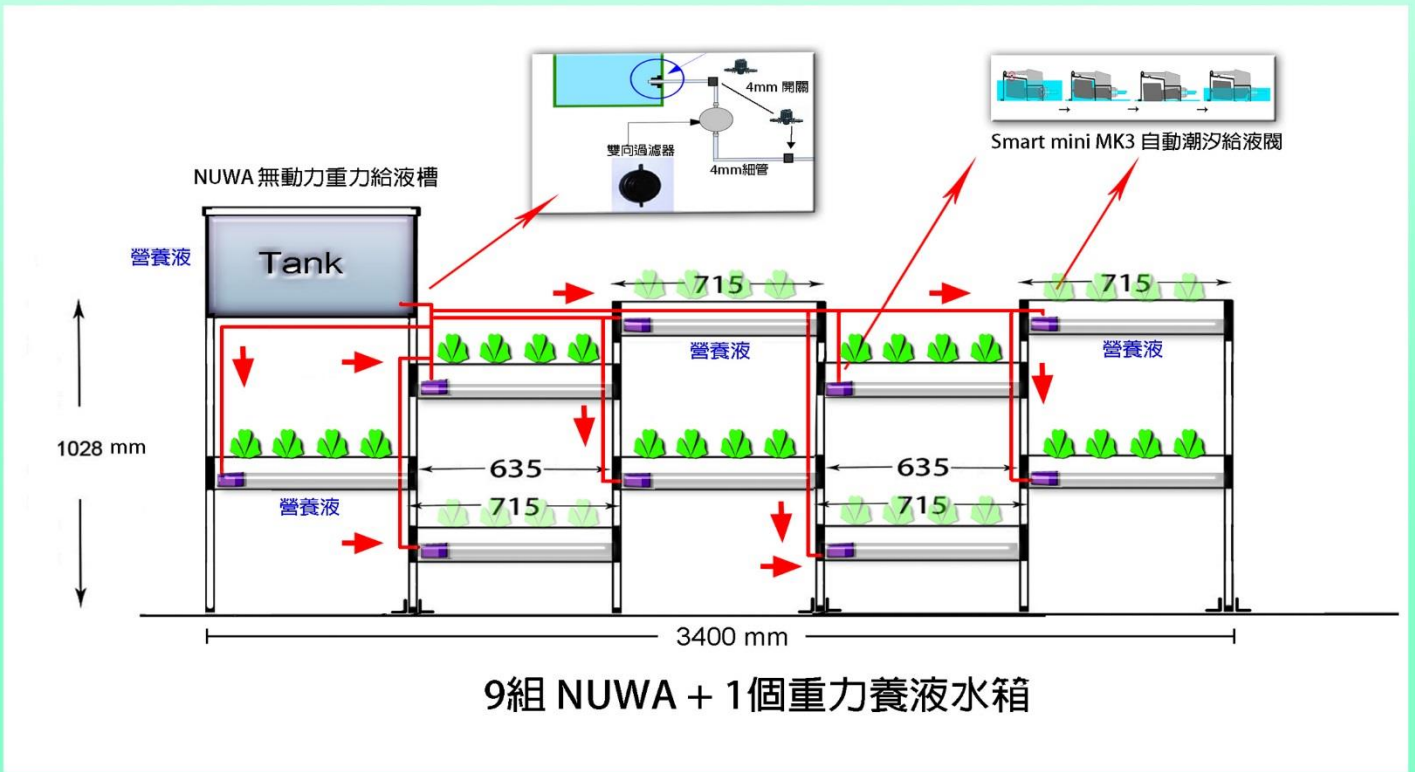 4mm 開關
雙向過濾器
4mm細管
Smart mini MK3 自動潮汐給液閥
NUWA 無動力重力給液槽
營養液
Tank
715
715
營養液
營養液
1028 mm
635
635
營養液
715
715
3400 mm
9組 NUWA + 1個重力養液水箱